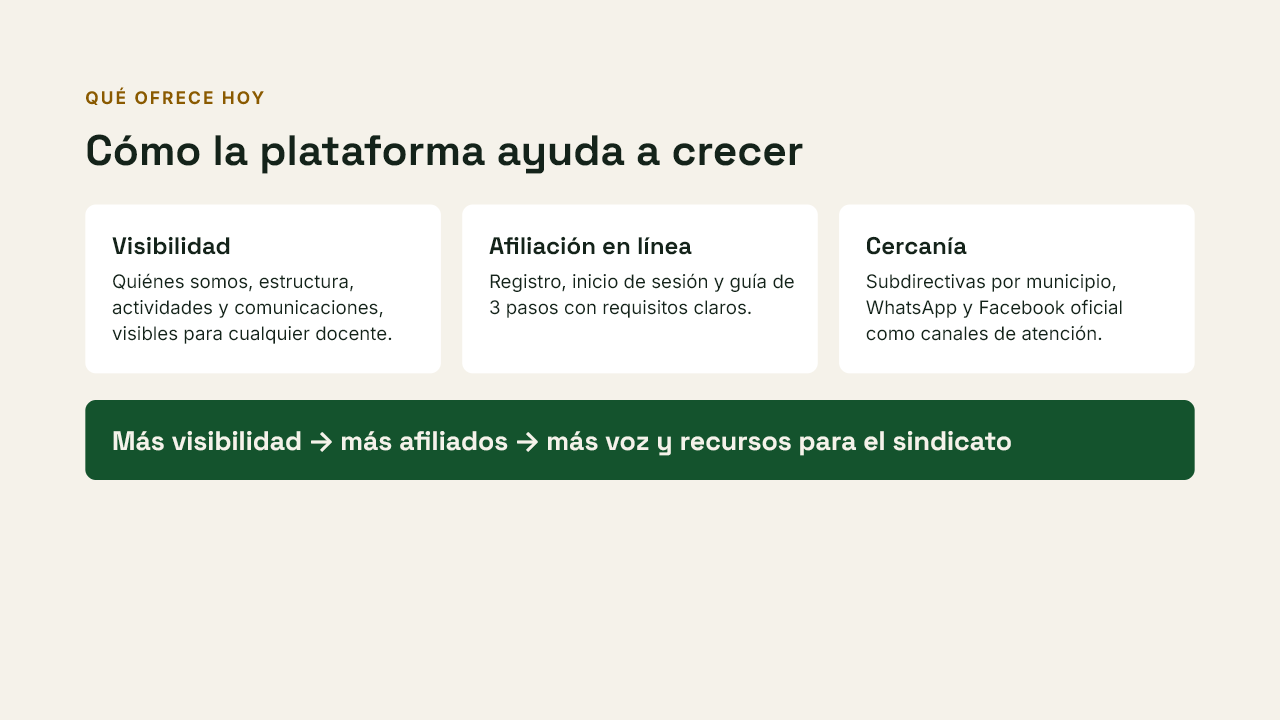 QUÉ OFRECE HOY
Cómo la plataforma ayuda a crecer
Visibilidad
Quiénes somos, estructura,
actividades y comunicaciones,
visibles para cualquier docente.
Afiliación en línea
Registro, inicio de sesión y guía de
3 pasos con requisitos claros.
Cercanía
Subdirectivas por municipio,
WhatsApp y Facebook oficial
como canales de atención.
Más visibilidad → más afiliados → más voz y recursos para el sindicato